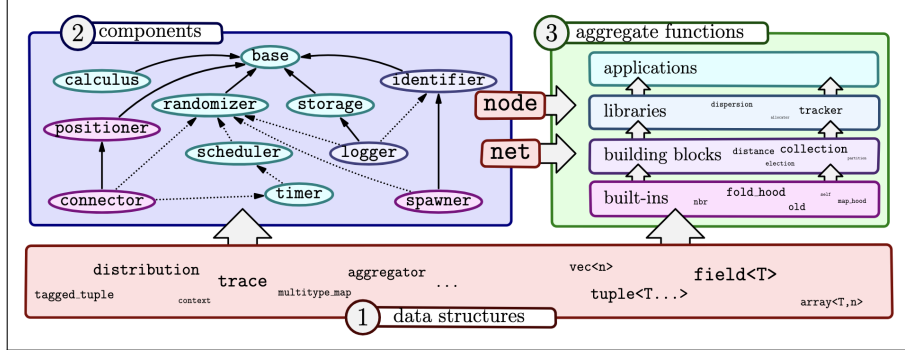 2 components
base
calculus
identifier
randomizer
storage
positioner
scheduler
logger
connector
timer
spawner
node
net
3 aggregate functions
applications
libraries dispersion allocator tracker
building blocks distance election collection partition
built-ins nbr fold_hood old self map_hood
distribution trace aggregator ... vec<n> field<T>
tagged_tuple context multitype_map tuple<T...> array<T,n>
1 data structures